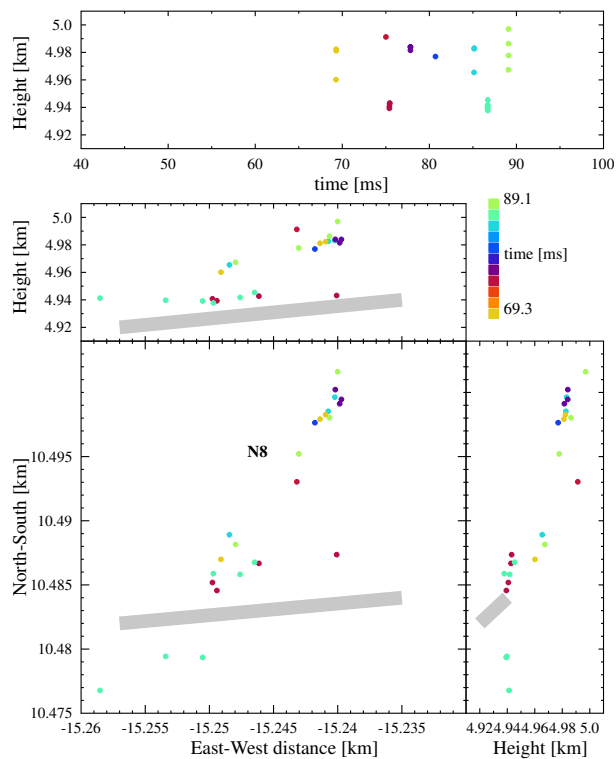 5.0
4.98
4.96
4.94
4.92
Height [km]
40 50 60 70 80 90 100
time [ms]
5.0
4.98
4.96
4.94
4.92
Height [km]
89.1
time [ms]
69.3
N8
10.495
10.49
10.485
10.48
10.475
North-South [km]
-15.26 -15.255 -15.25 -15.245 -15.24 -15.235
East-West distance [km]
4.92 4.94 4.96 4.98 5.0
Height [km]